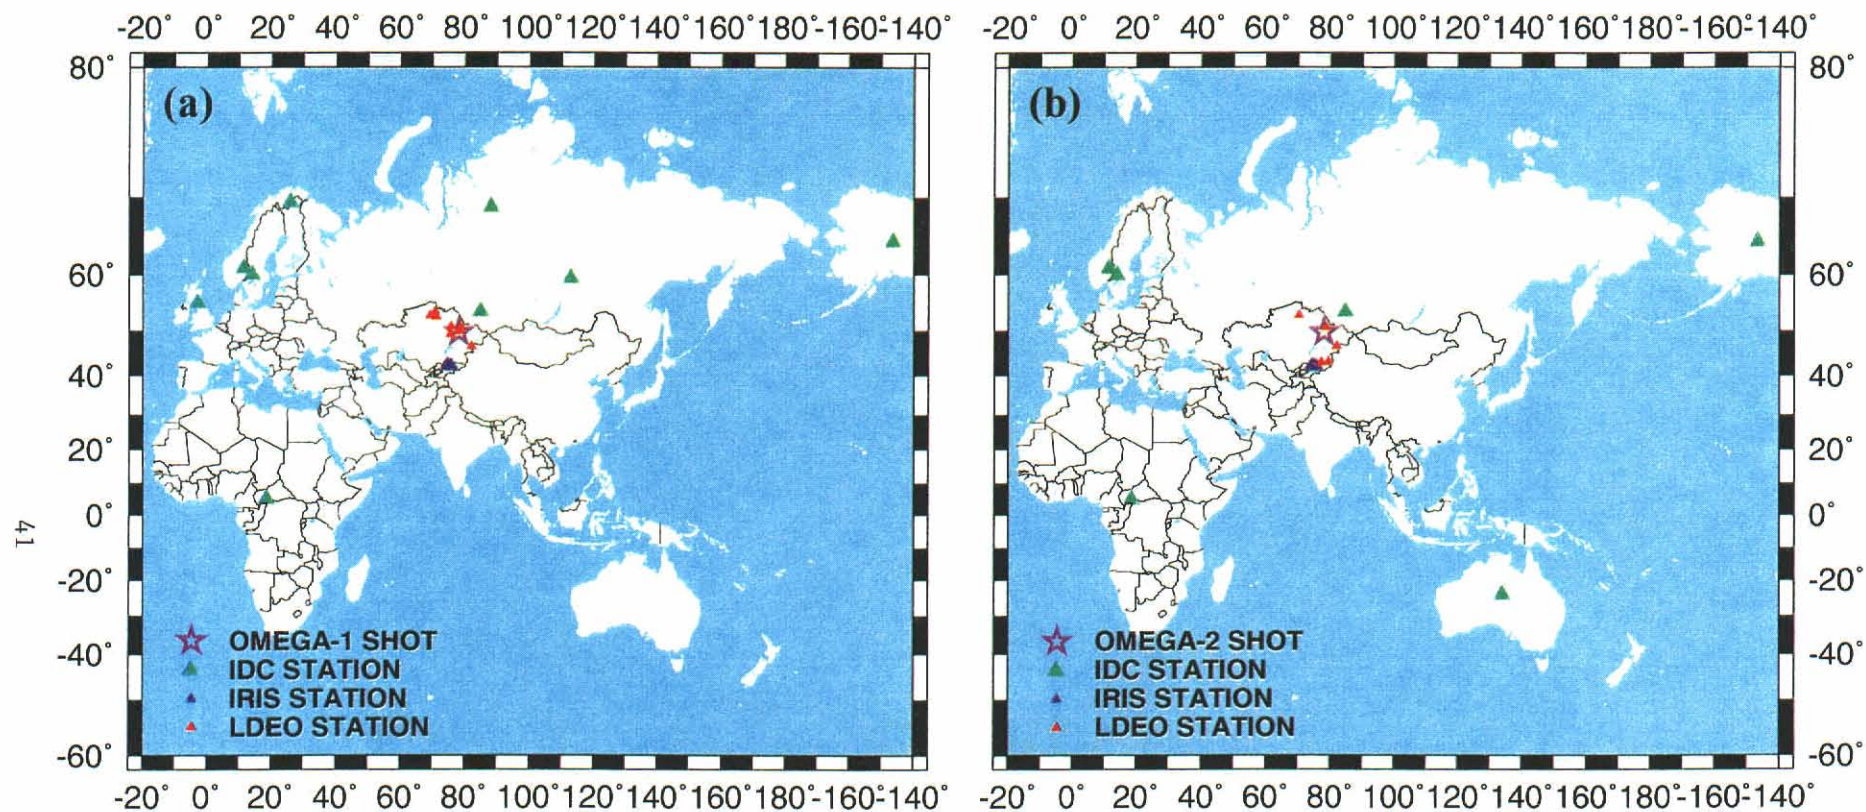 -20° 0° 20° 40° 60° 80° 100° 120° 140° 160° 180° -160° -140°
80°
60°
40°
20°
0°
-20°
-40°
-60°
(a)
OMEGA-1 SHOT
IDC STATION
IRIS STATION
LDEO STATION
-20° 0° 20° 40° 60° 80° 100° 120° 140° 160° 180° -160° -140°
-20° 0° 20° 40° 60° 80° 100° 120° 140° 160° 180° -160° -140°
(b)
OMEGA-2 SHOT
IDC STATION
IRIS STATION
LDEO STATION
80°
60°
40°
20°
0°
-20°
-40°
-60°
-20° 0° 20° 40° 60° 80° 100° 120° 140° 160° 180° -160° -140°
41